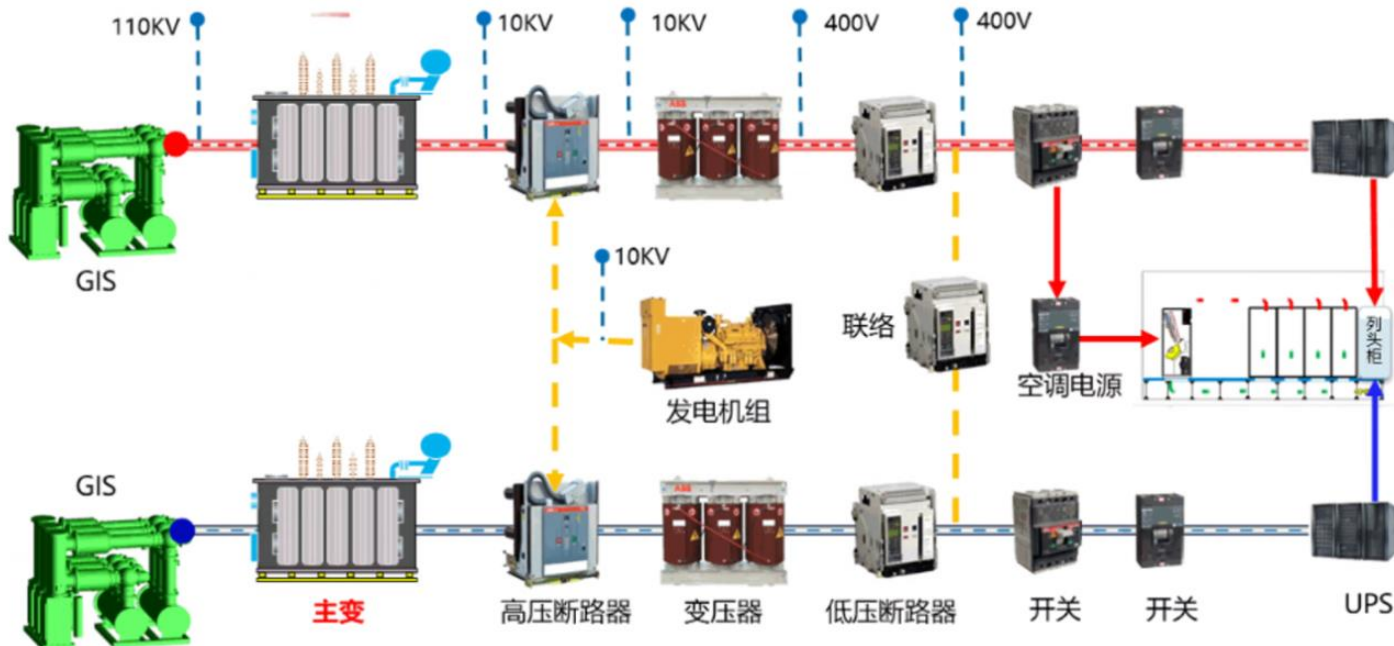 110KV
10KV
10KV
400V
400V
ABB
GIS
10KV
联络
列头柜
空调电源
发电机组
GIS
ABB
主变
高压断路器
变压器
低压断路器
开关
开关
UPS